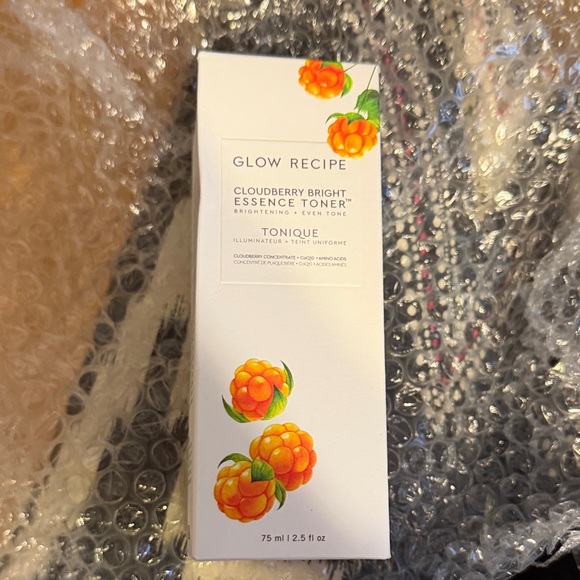 GLOW RECIPE
CLOUDBERRY BRIGHT
ESSENCE TONER™
BRIGHTENING + EVEN TONE
TONIQUE
ILLUMINATEUR + TEINT UNIFORME
CLOUDBERRY CONCENTRATE + CoQ10 + AMINO ACIDS
CONCENTRÉ DE PLAQUEBIÈRE + CoQ10 + ACIDES AMINÉS
75 ml | 2.5 fl oz